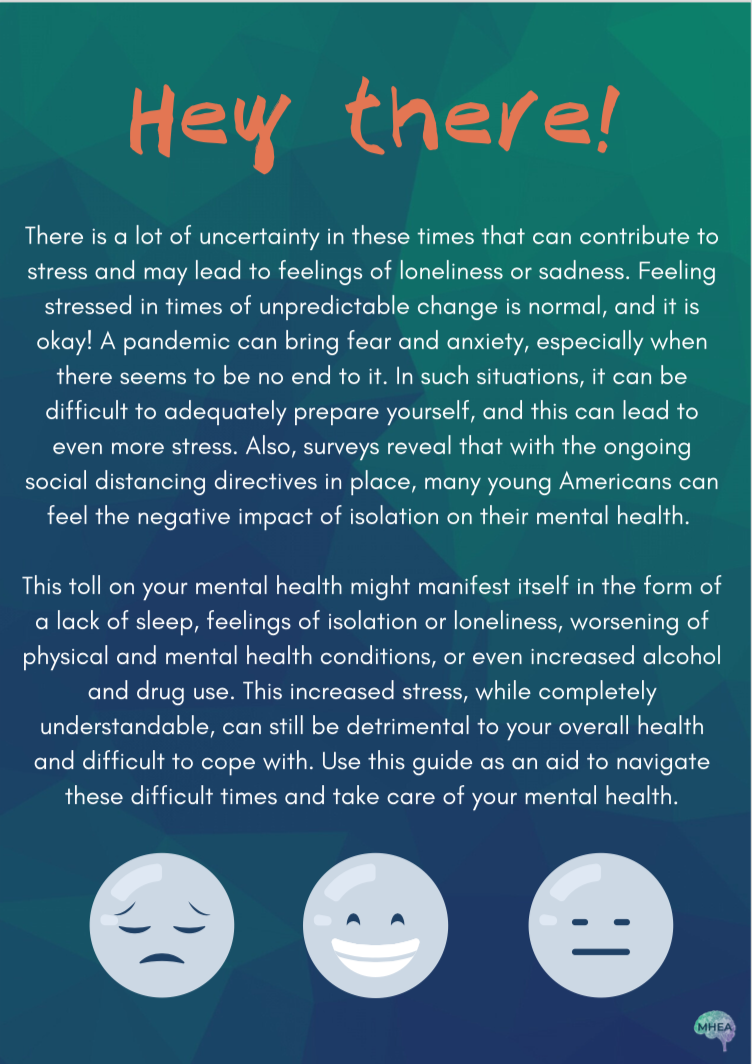 Hey there!
There is a lot of uncertainty in these times that can contribute to
stress and may lead to feelings of loneliness or sadness. Feeling
stressed in times of unpredictable change is normal, and it is
okay! A pandemic can bring fear and anxiety, especially when
there seems to be no end to it. In such situations, it can be
difficult to adequately prepare yourself, and this can lead to
even more stress. Also, surveys reveal that with the ongoing
social distancing directives in place, many young Americans can
feel the negative impact of isolation on their mental health.
This toll on your mental health might manifest itself in the form of
a lack of sleep, feelings of isolation or loneliness, worsening of
physical and mental health conditions, or even increased alcohol
and drug use. This increased stress, while completely
understandable, can still be detrimental to your overall health
and difficult to cope with. Use this guide as an aid to navigate
these difficult times and take care of your mental health.
MHEA